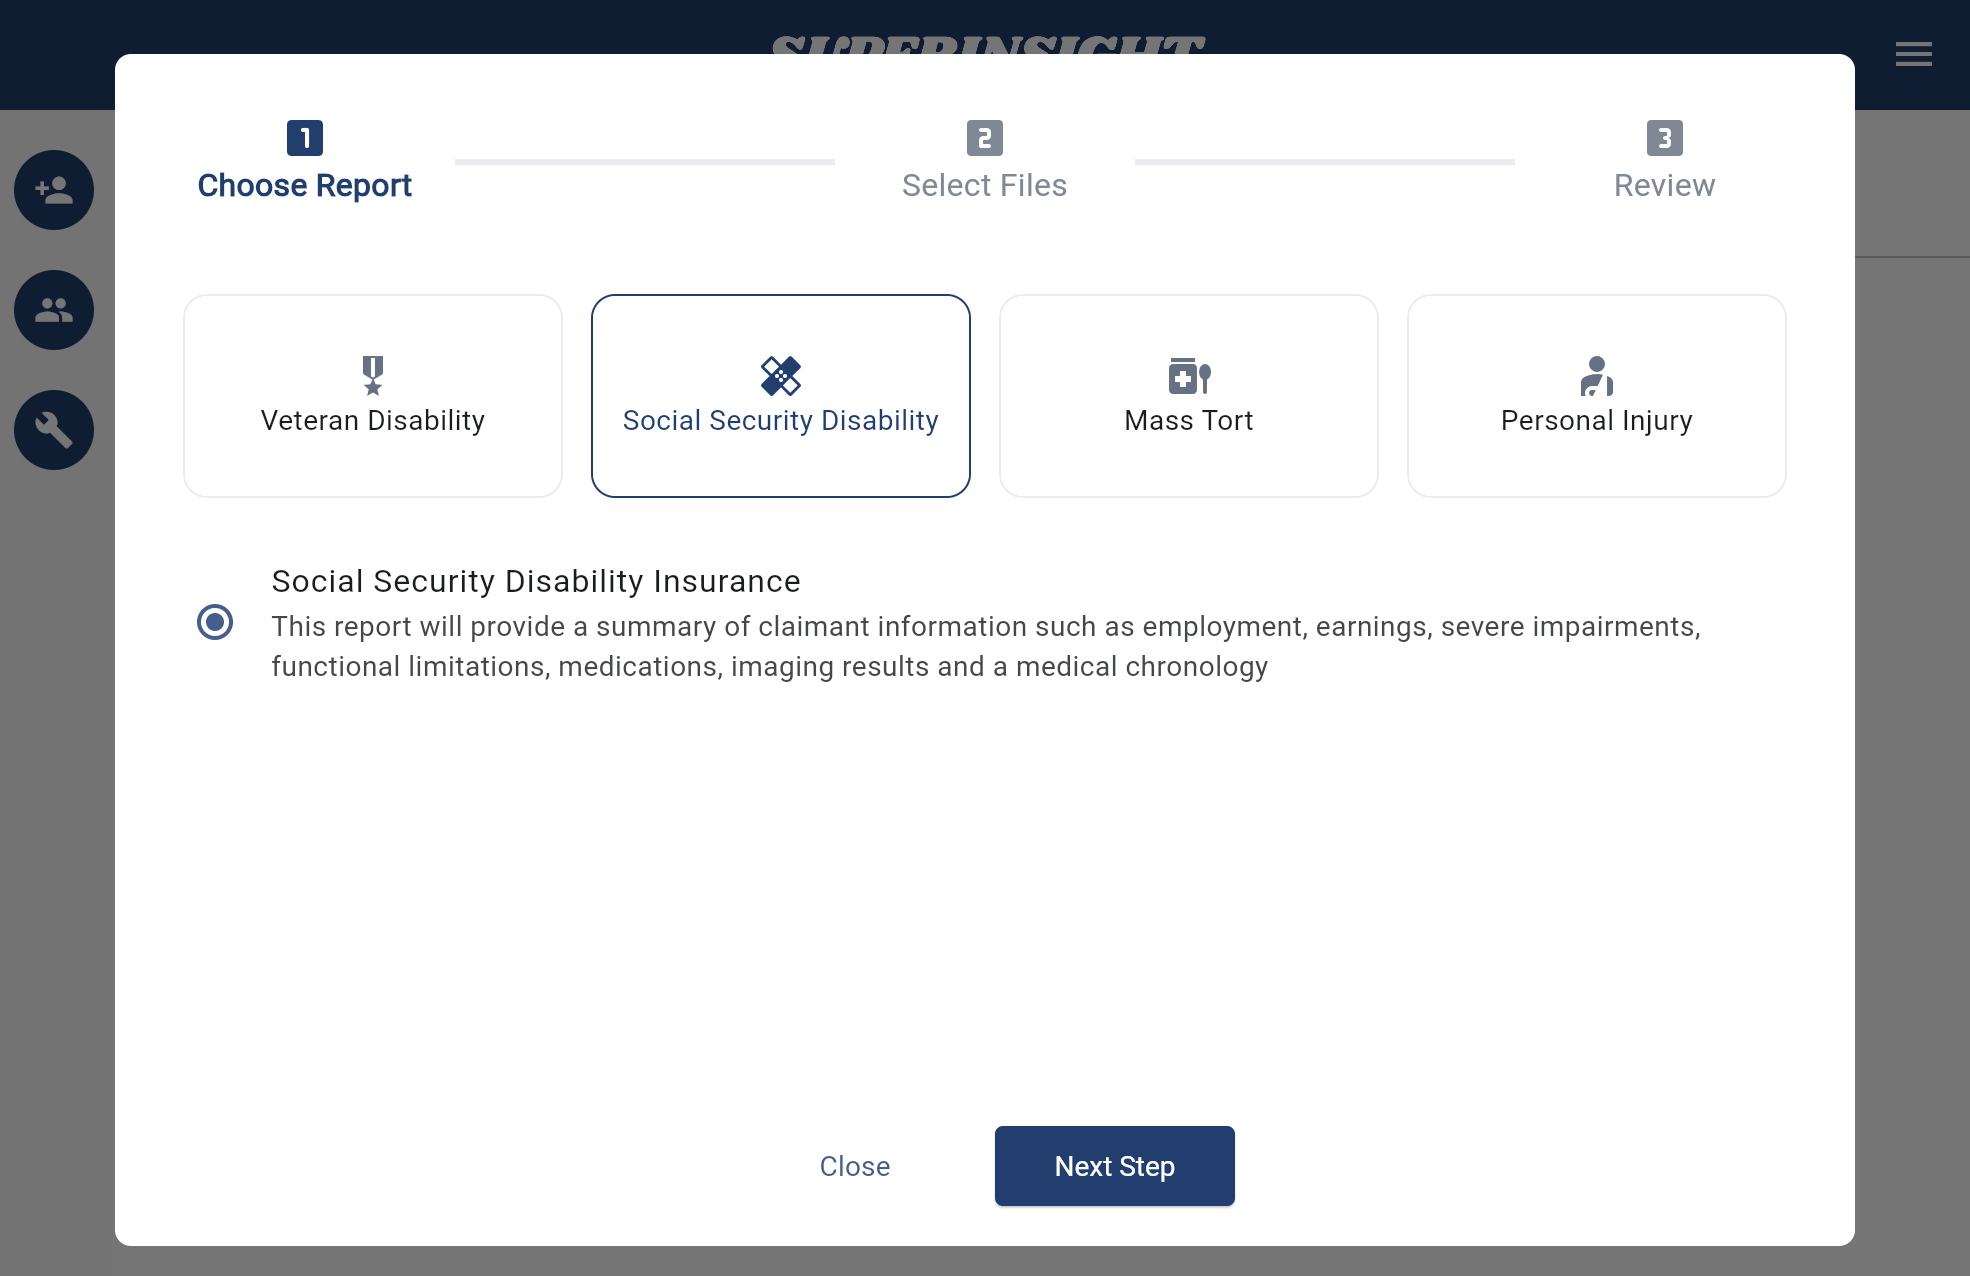 SUPERINSIGHT
1
Choose Report
2
Select Files
3
Review
Veteran Disability
Social Security Disability
Mass Tort
Personal Injury
Social Security Disability Insurance
This report will provide a summary of claimant information such as employment, earnings, severe impairments,
functional limitations, medications, imaging results and a medical chronology
Close
Next Step